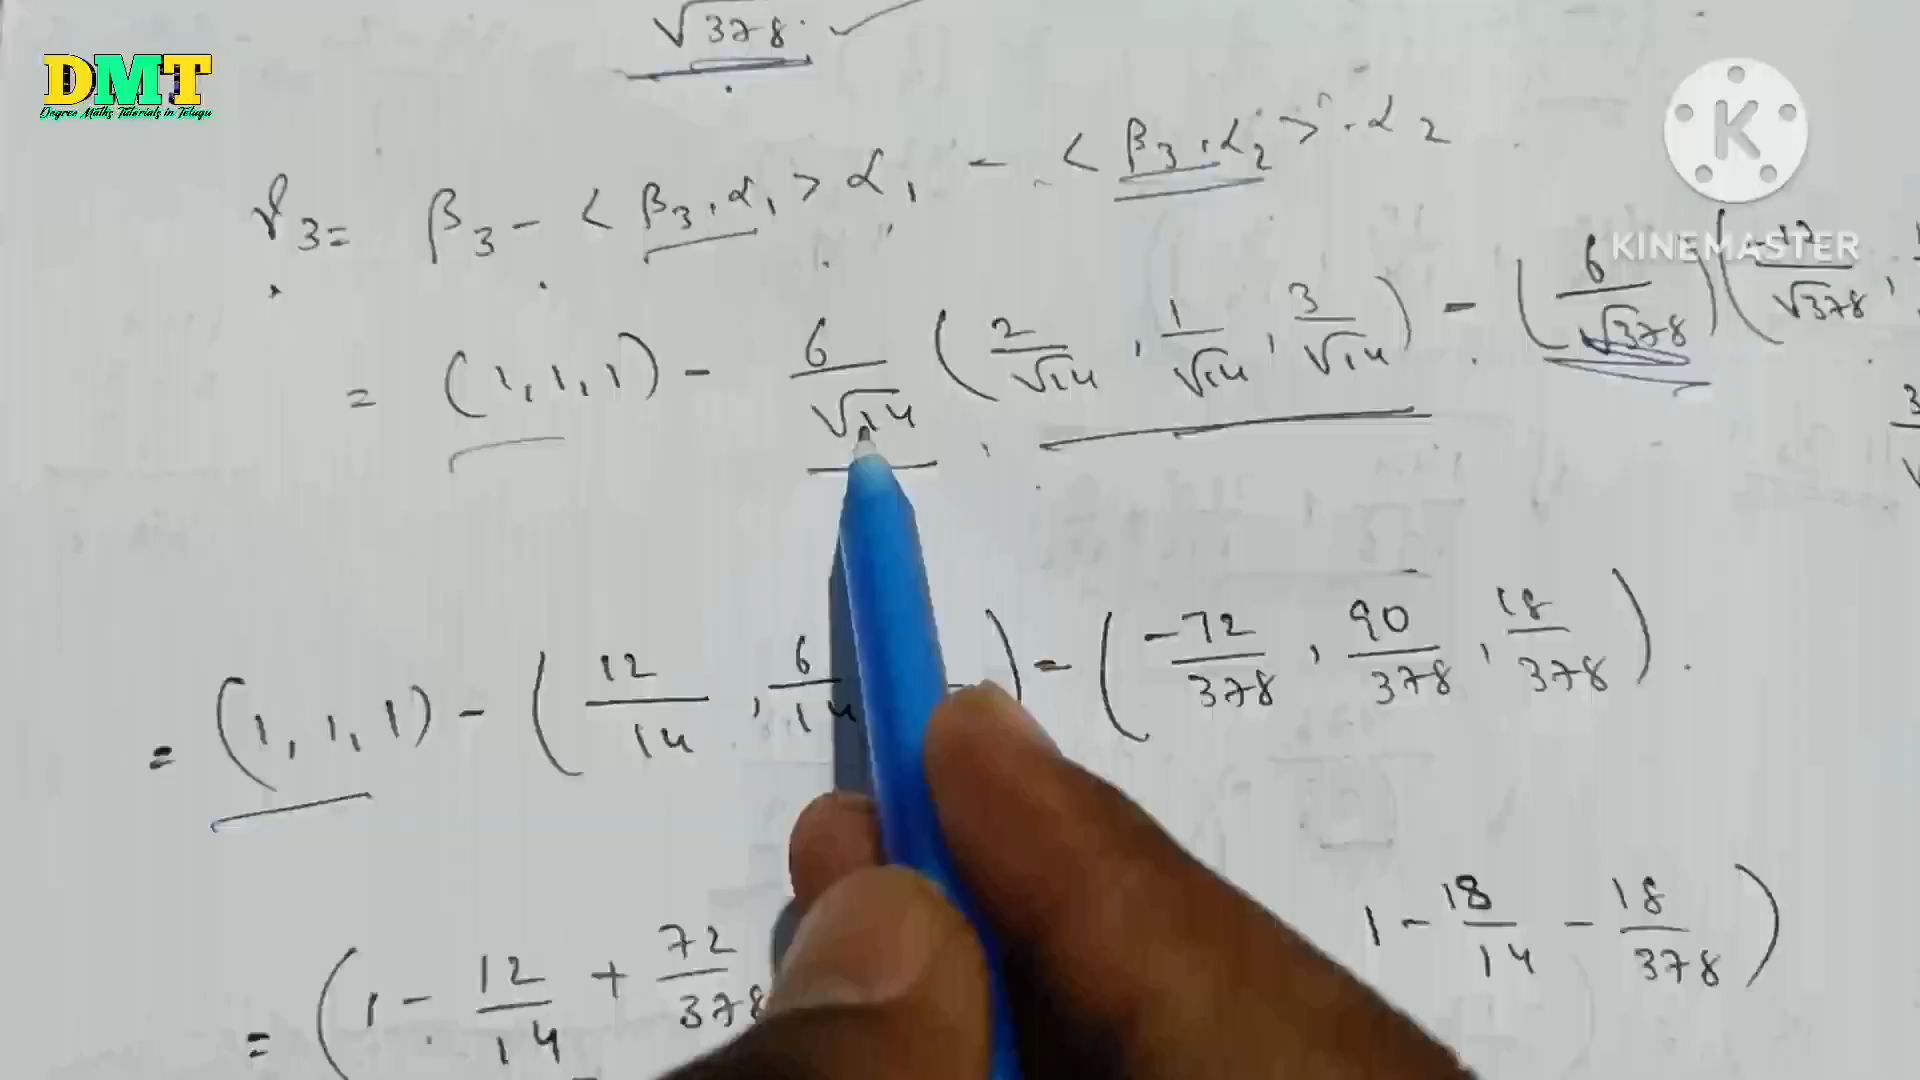 √378.
DMT
Degree Maths Tutorials in Telugu
K
KINEMASTER
γ3 = β3 - < β3, α1 > α1 - < β3, α2 > . α2
= (1, 1, 1) - 6/√14 (2/√14, 1/√14, 3/√14) - (6/√378) (-12/√378,
= (1, 1, 1) - (12/14, 6/14 ) - (-72/378, 90/378, 18/378).
= (1 - 12/14 + 72/378 1 - 18/14 - 18/378)